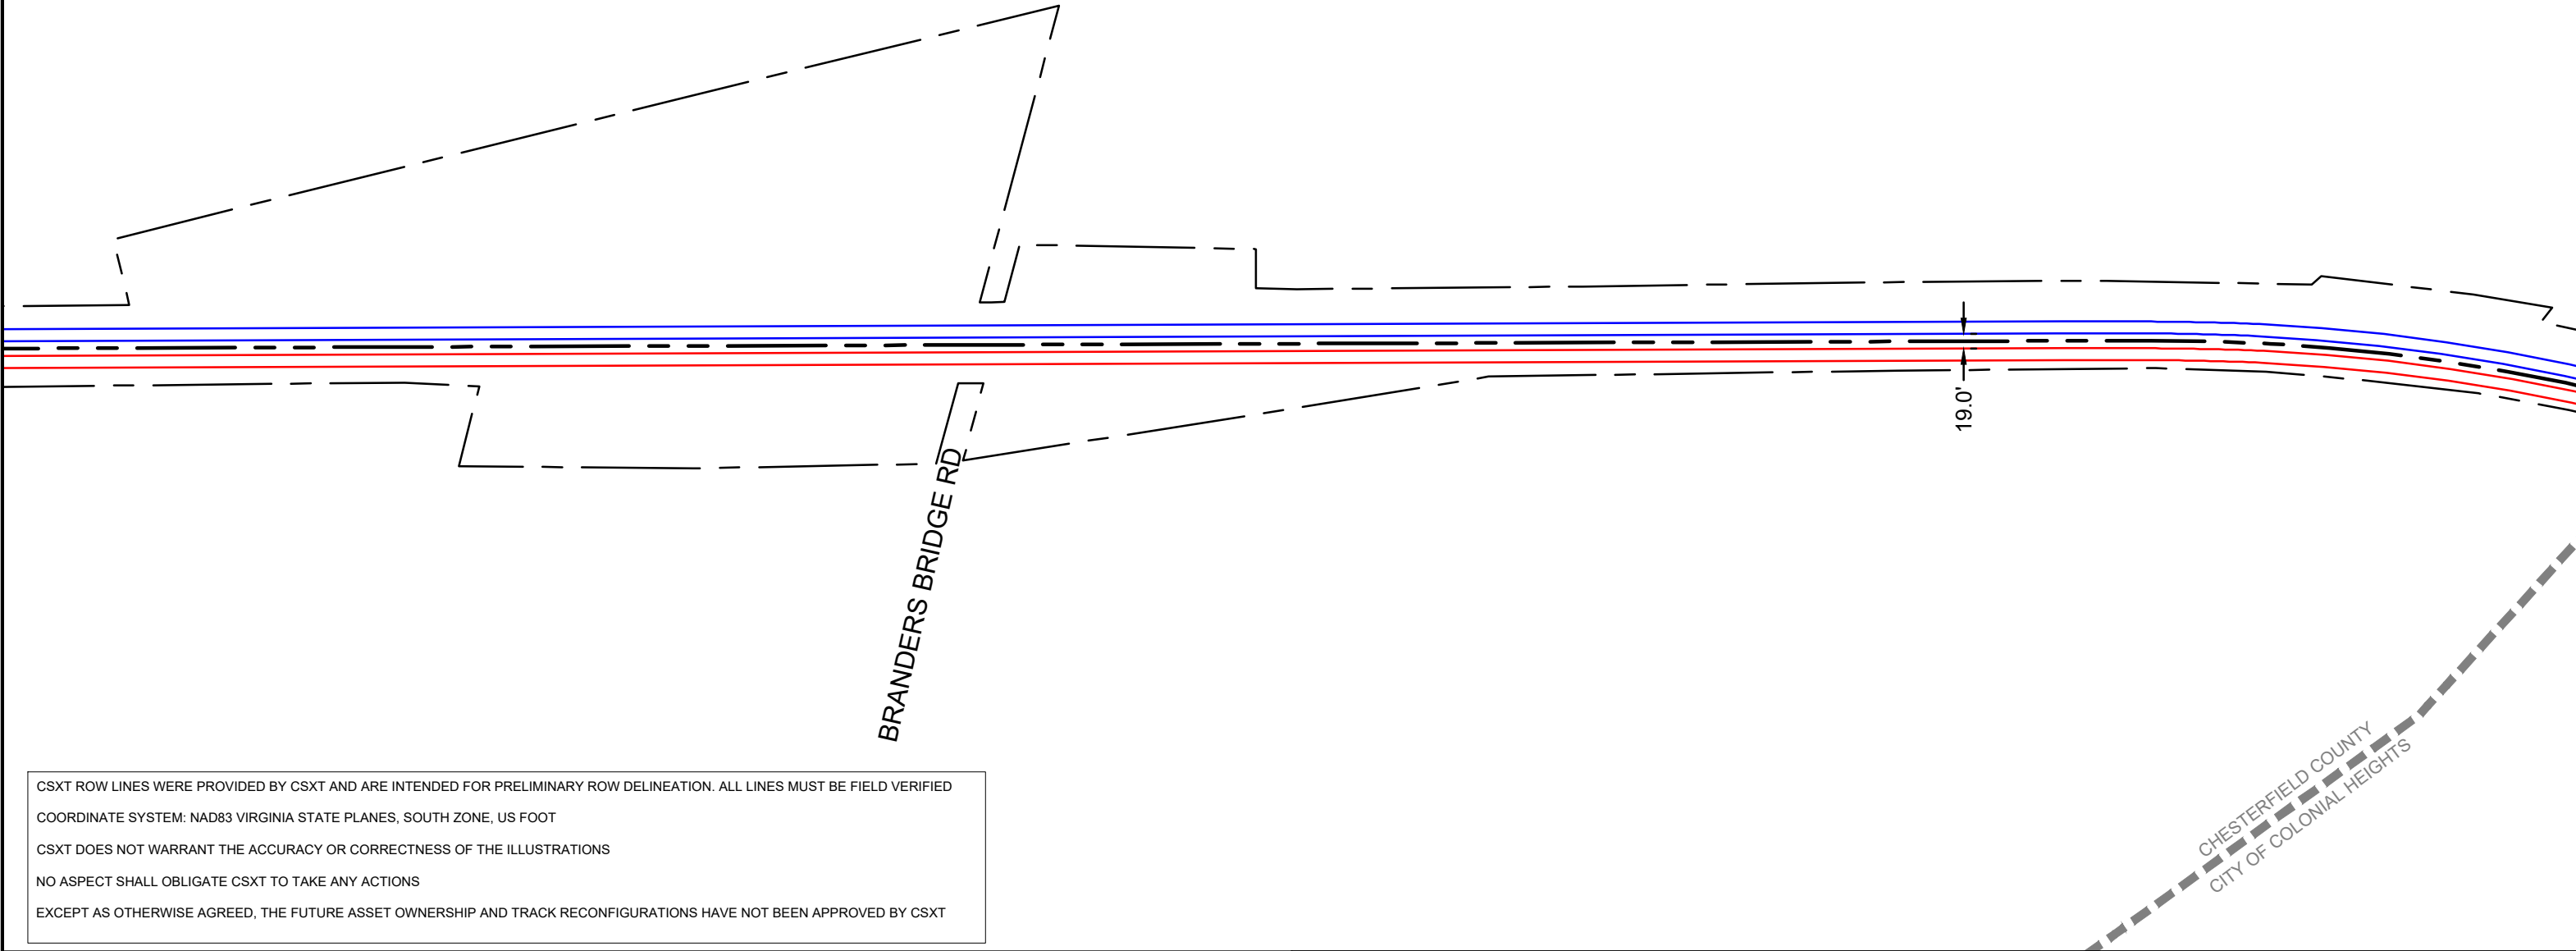 19.0'
BRANDERS BRIDGE RD
CHESTERFIELD COUNTY
CITY OF COLONIAL HEIGHTS
CSXT ROW LINES WERE PROVIDED BY CSXT AND ARE INTENDED FOR PRELIMINARY ROW DELINEATION. ALL LINES MUST BE FIELD VERIFIED
COORDINATE SYSTEM: NAD83 VIRGINIA STATE PLANES, SOUTH ZONE, US FOOT
CSXT DOES NOT WARRANT THE ACCURACY OR CORRECTNESS OF THE ILLUSTRATIONS
NO ASPECT SHALL OBLIGATE CSXT TO TAKE ANY ACTIONS
EXCEPT AS OTHERWISE AGREED, THE FUTURE ASSET OWNERSHIP AND TRACK RECONFIGURATIONS HAVE NOT BEEN APPROVED BY CSXT